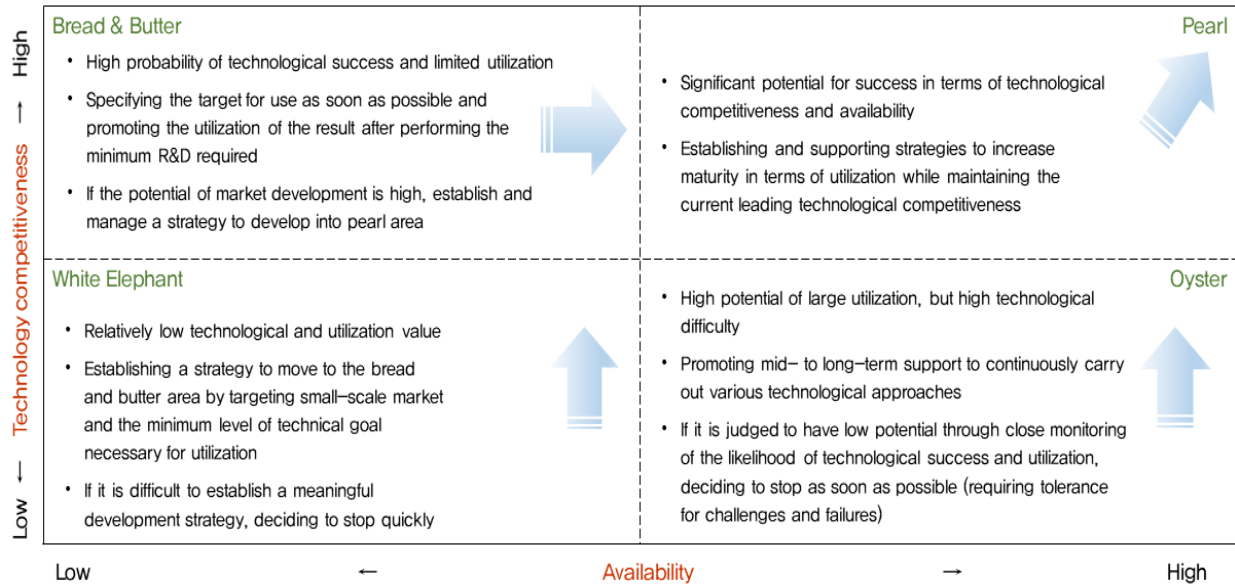 Bread & Butter
• High probability of technological success and limited utilization
• Specifying the target for use as soon as possible and
promoting the utilization of the result after performing the
minimum R&D required
• If the potential of market development is high, establish and
manage a strategy to develop into pearl area
Pearl
• Significant potential for success in terms of technological
competitiveness and availability
• Establishing and supporting strategies to increase
maturity in terms of utilization while maintaining the
current leading technological competitiveness
White Elephant
• Relatively low technological and utilization value
• Establishing a strategy to move to the bread
and butter area by targeting small-scale market
and the minimum level of technical goal
necessary for utilization
• If it is difficult to establish a meaningful
development strategy, deciding to stop quickly
Oyster
• High potential of large utilization, but high technological
difficulty
• Promoting mid- to long-term support to continuously carry
out various technological approaches
• If it is judged to have low potential through close monitoring
of the likelihood of technological success and utilization,
deciding to stop as soon as possible (requiring tolerance
for challenges and failures)
Low ← Technology competitiveness → High
Low ← Availability → High